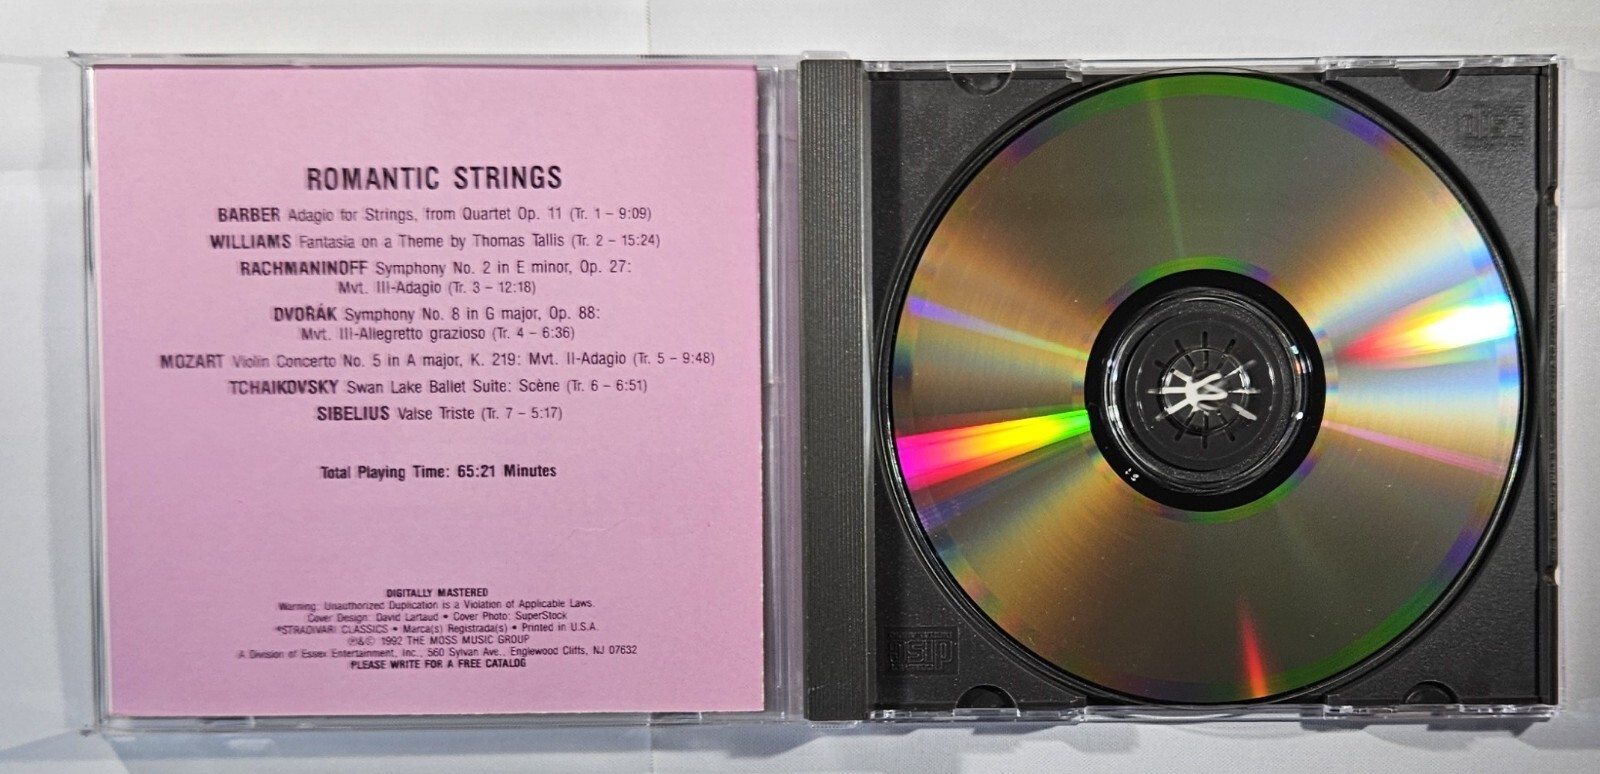 ROMANTIC STRINGS
BARBER Adagio for Strings, from Quartet Op. 11 (Tr. 1 – 9:09)
WILLIAMS Fantasia on a Theme by Thomas Tallis (Tr. 2 – 15:24)
RACHMANINOFF Symphony No. 2 in E minor, Op. 27:
Mvt. III-Adagio (Tr. 3 – 12:18)
DVOŘÁK Symphony No. 8 in G major, Op. 88:
Mvt. III-Allegretto grazioso (Tr. 4 – 6:36)
MOZART Violin Concerto No. 5 in A major, K. 219: Mvt. II-Adagio (Tr. 5 – 9:48)
TCHAIKOVSKY Swan Lake Ballet Suite: Scène (Tr. 6 – 6:51)
SIBELIUS Valse Triste (Tr. 7 – 5:17)
Total Playing Time: 65:21 Minutes
DIGITALLY MASTERED
Warning: Unauthorized Duplication is a Violation of Applicable Laws.
Cover Design: David Lartaud • Cover Photo: SuperStock
®STRADIVARI CLASSICS • Marca(s) Registrada(s) • Printed in U.S.A.
℗&© 1992 THE MOSS MUSIC GROUP
A Division of Essex Entertainment, Inc., 560 Sylvan Ave., Englewood Cliffs, NJ 07632
PLEASE WRITE FOR A FREE CATALOG
disc